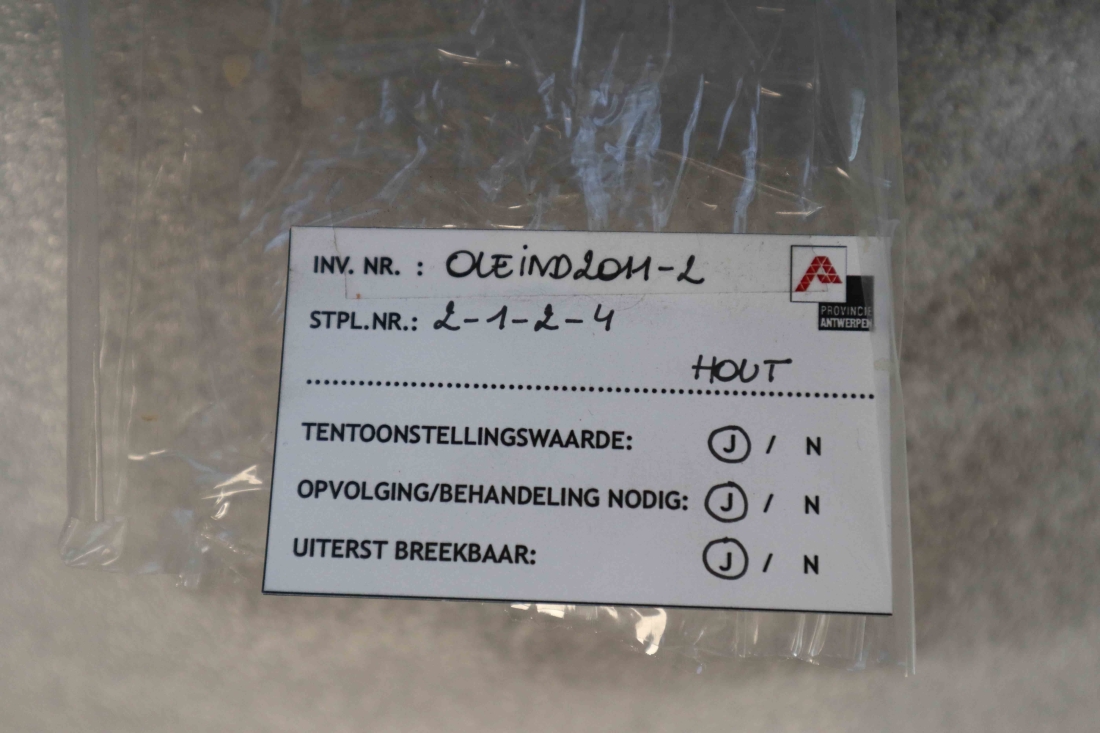 INV. NR. : OLEIND2011-2
STPL.NR.: 2-1-2-4
PROVINCIE
ANTWERPEN
HOUT
TENTOONSTELLINGSWAARDE: J / N
OPVOLGING/BEHANDELING NODIG: J / N
UITERST BREEKBAAR: J / N